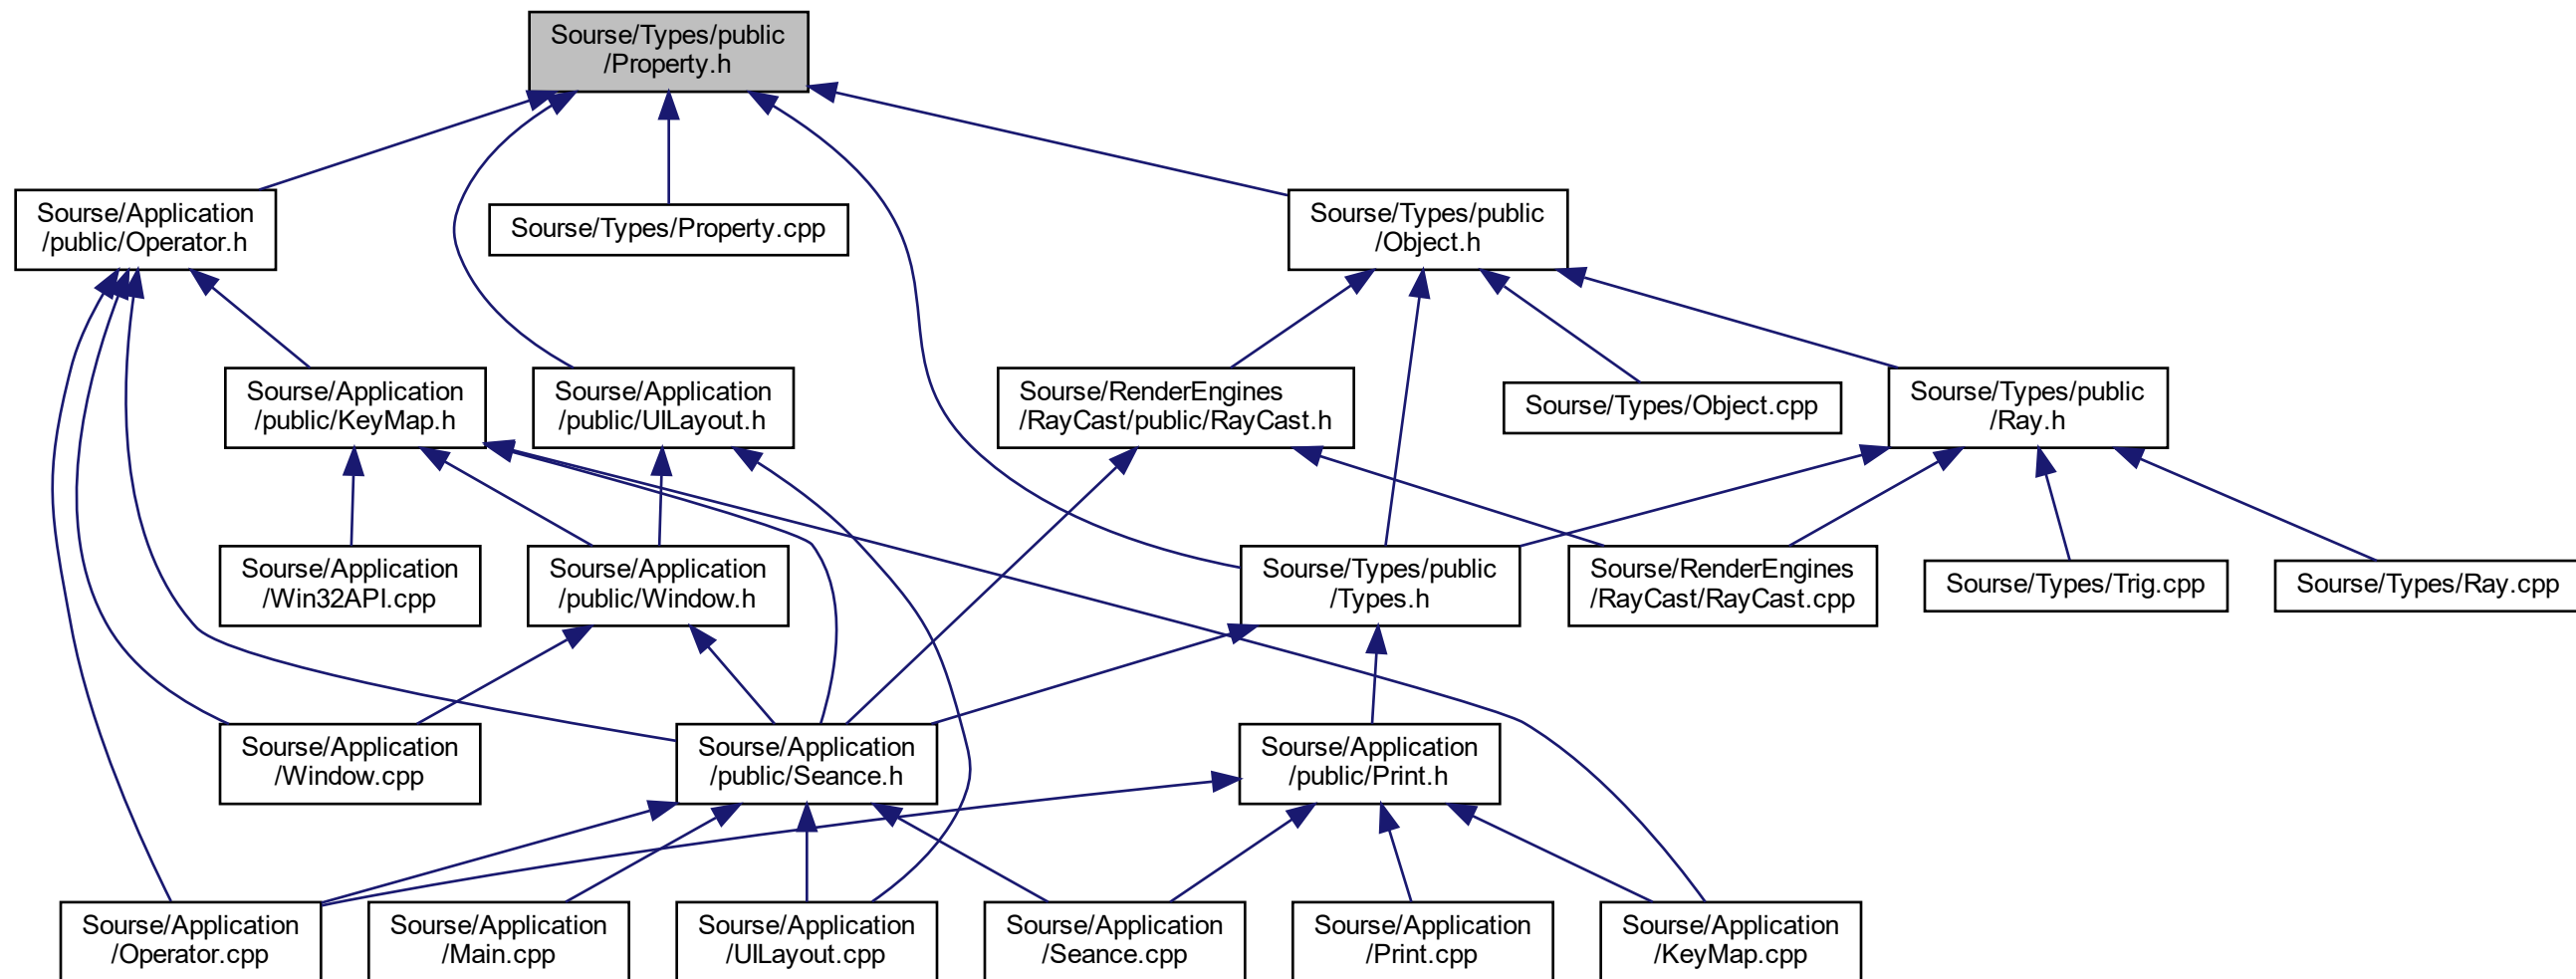 Sourse/Types/public
/Property.h
Sourse/Application
/public/Operator.h
Sourse/Types/Property.cpp
Sourse/Types/public
/Object.h
Sourse/Application
/public/KeyMap.h
Sourse/Application
/public/UILayout.h
Sourse/RenderEngines
/RayCast/public/RayCast.h
Sourse/Types/Object.cpp
Sourse/Types/public
/Ray.h
Sourse/Application
/Win32API.cpp
Sourse/Application
/public/Window.h
Sourse/Types/public
/Types.h
Sourse/RenderEngines
/RayCast/RayCast.cpp
Sourse/Types/Trig.cpp
Sourse/Types/Ray.cpp
Sourse/Application
/Window.cpp
Sourse/Application
/public/Seance.h
Sourse/Application
/public/Print.h
Sourse/Application
/Operator.cpp
Sourse/Application
/Main.cpp
Sourse/Application
/UILayout.cpp
Sourse/Application
/Seance.cpp
Sourse/Application
/Print.cpp
Sourse/Application
/KeyMap.cpp